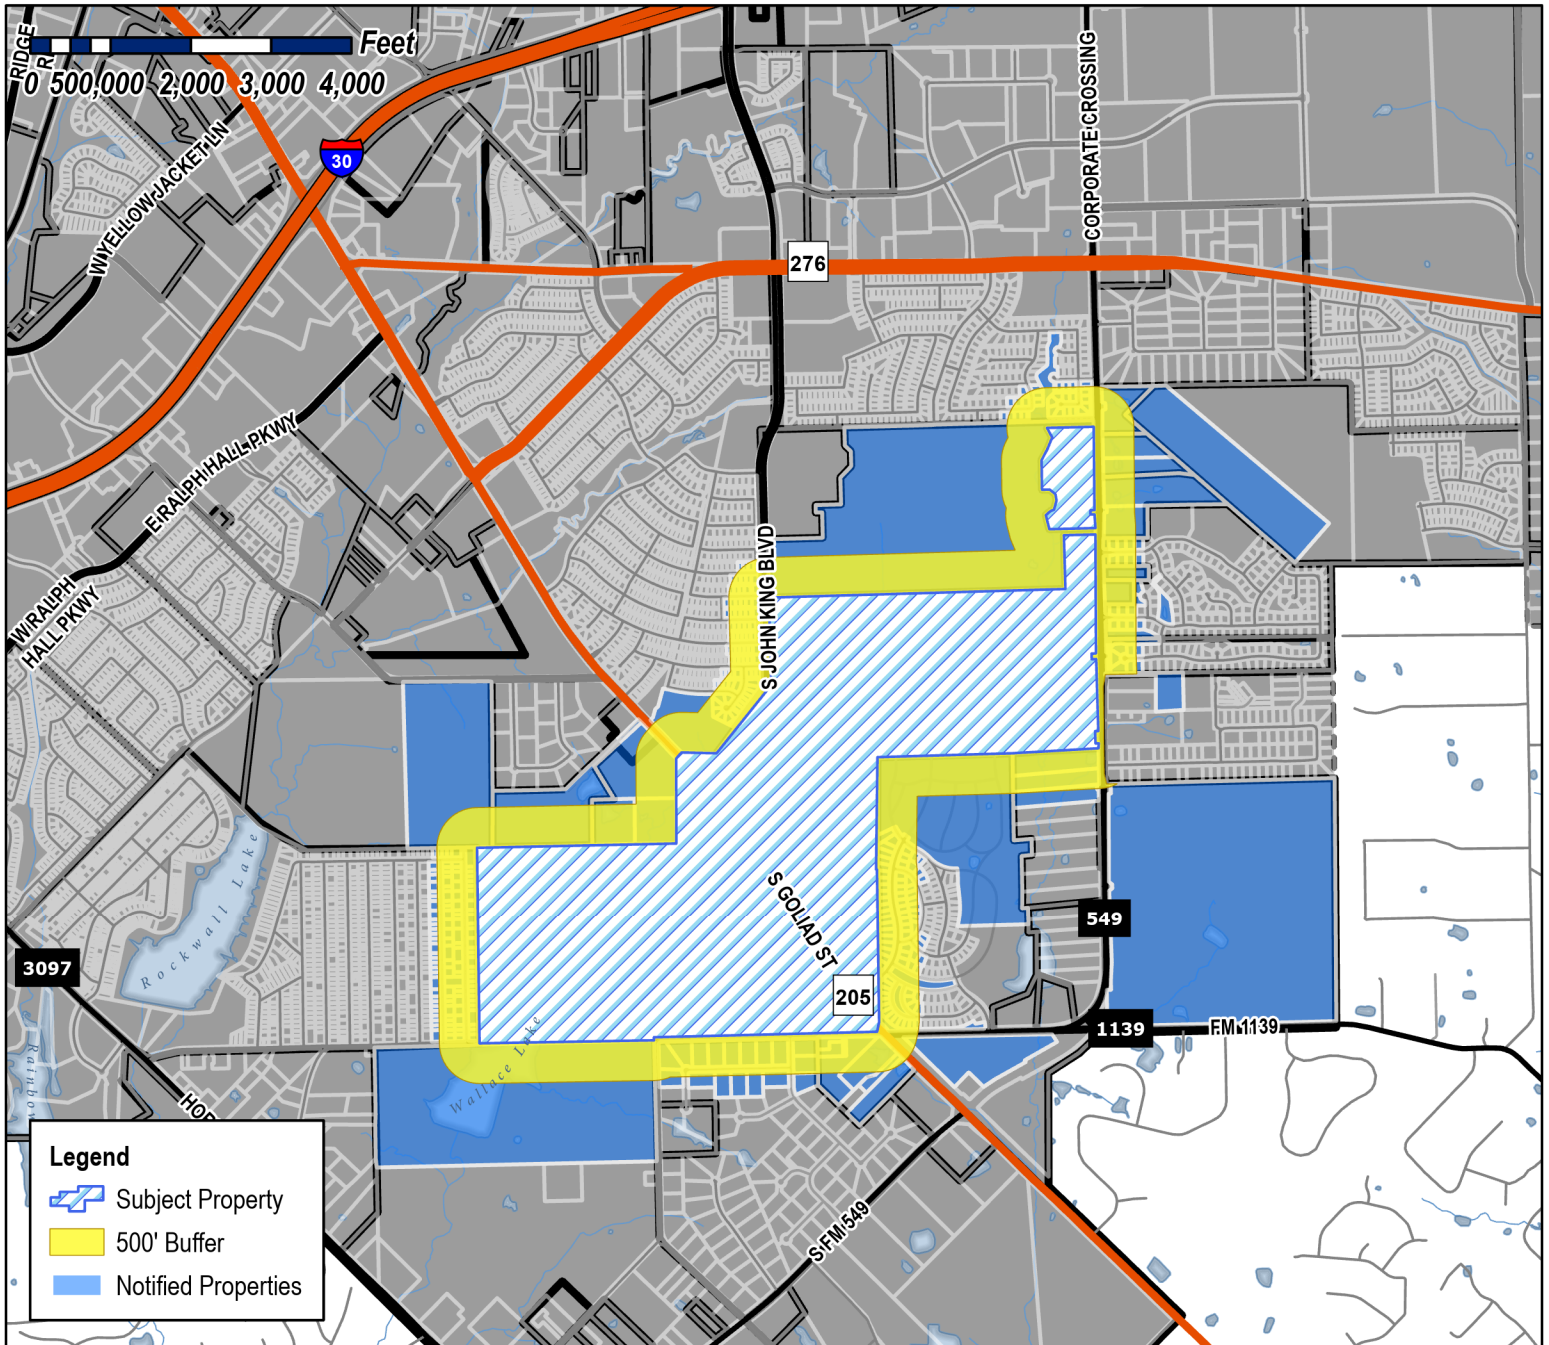 RIDGE
R
Feet
0 500,000 2,000 3,000 4,000
30
W YELLOW JACKET LN
CORPORATE CROSSING
276
E RALPH HALL PKWY
W RALPH
HALL PKWY
S JOHN KING BLVD
Rockwall Lake
3097
S GOLIAD ST
205
549
1139
FM 1139
Wallace Lake
Rainbow
HOR
S FM 549
Legend
Subject Property
500' Buffer
Notified Properties